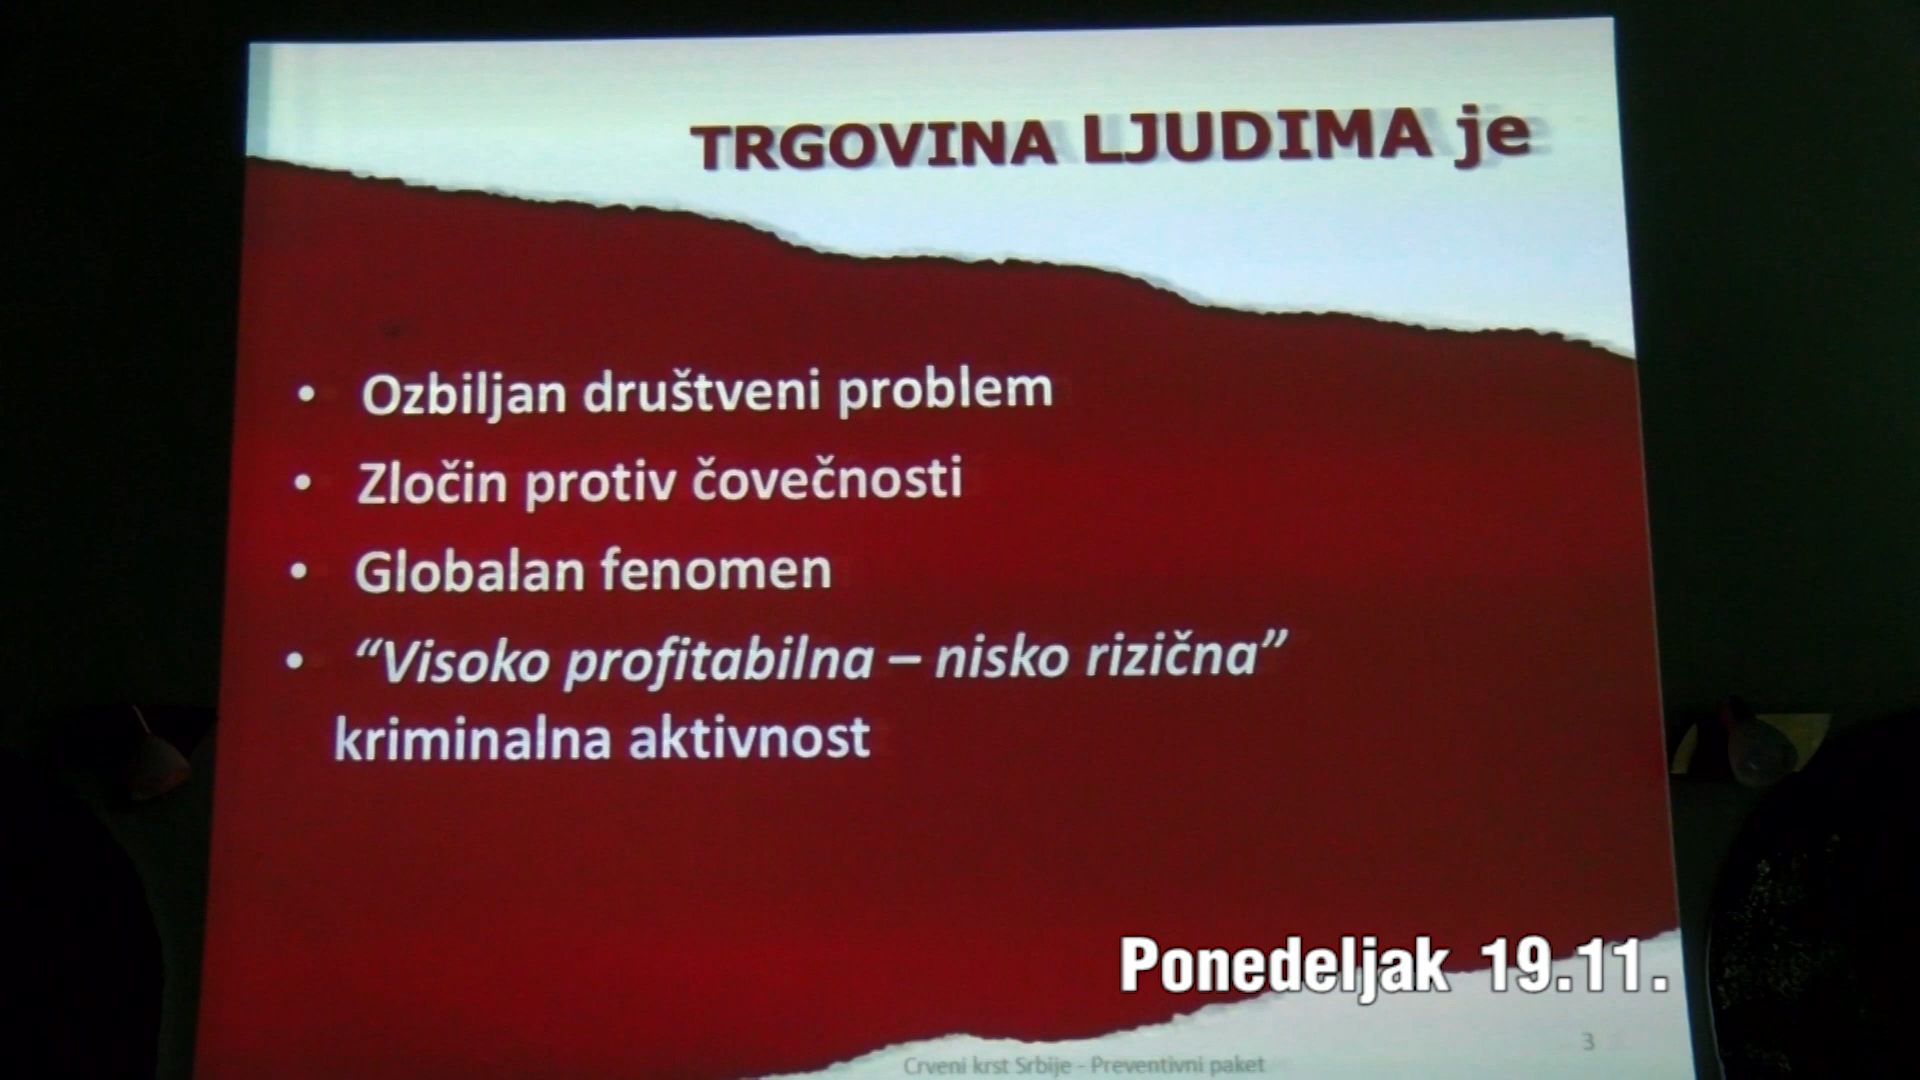 TRGOVINA LJUDIMA je
• Ozbiljan društveni problem
• Zločin protiv čovečnosti
• Globalan fenomen
• “Visoko profitabilna – nisko rizična”
kriminalna aktivnost
Ponedeljak 19.11.
3
Crveni krst Srbije - Preventivni paket